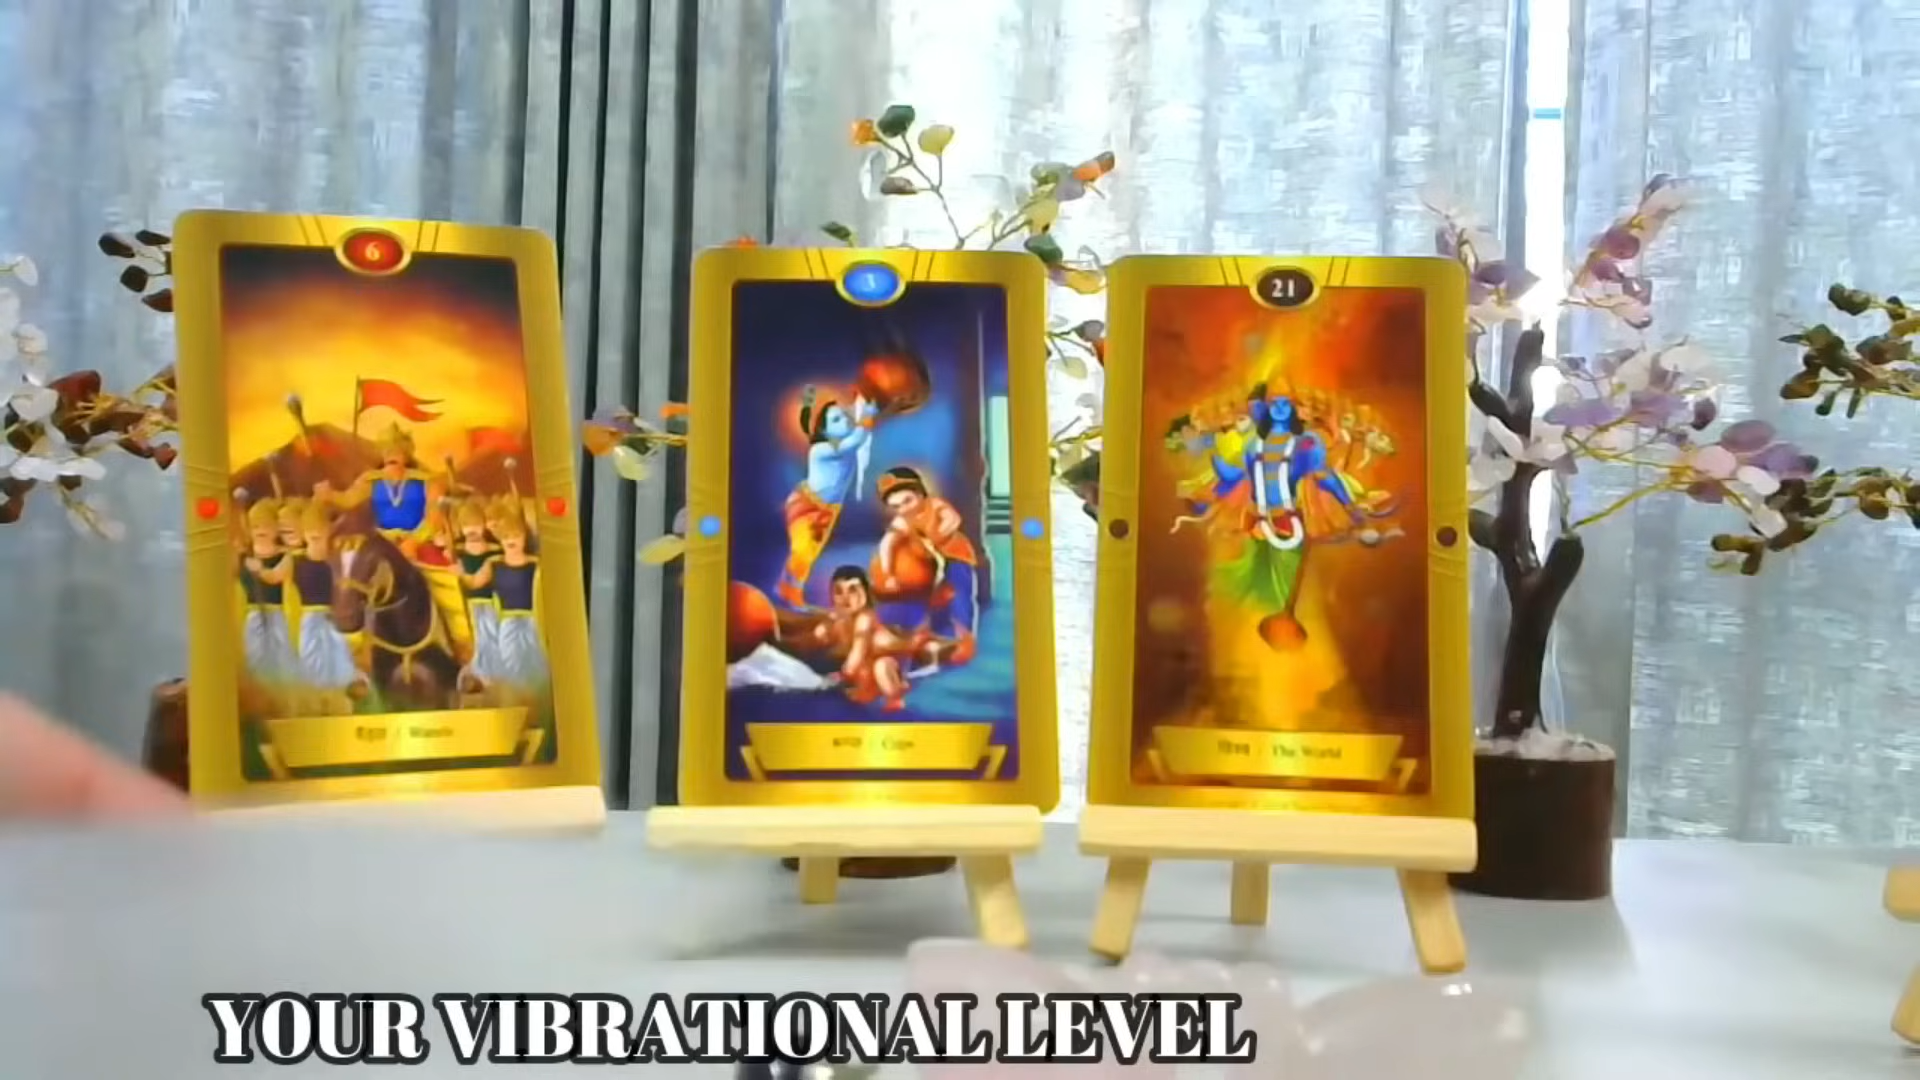 6
3
21
Wands
Cups
विश्व / The World
YOUR VIBRATIONAL LEVEL